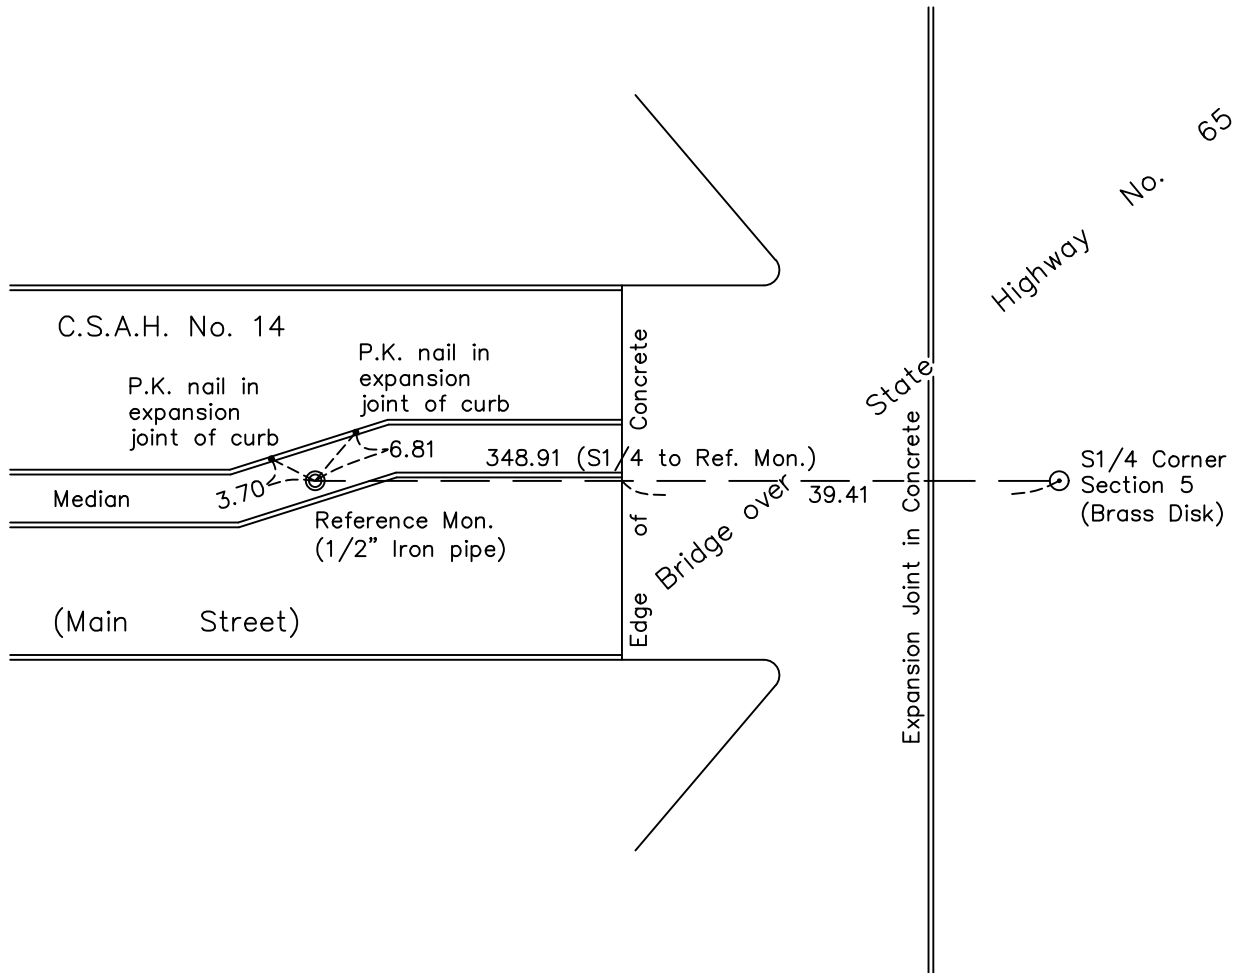 65
No.
Highway
State
Bridge over
C.S.A.H. No. 14
P.K. nail in
expansion
joint of curb
P.K. nail in
expansion
joint of curb
6.81
348.91 (S1/4 to Ref. Mon.)
3.70
Median
39.41
S1/4 Corner
Section 5
(Brass Disk)
Reference Mon.
(1/2" Iron pipe)
(Main Street)
Edge of Concrete
Expansion Joint in Concrete